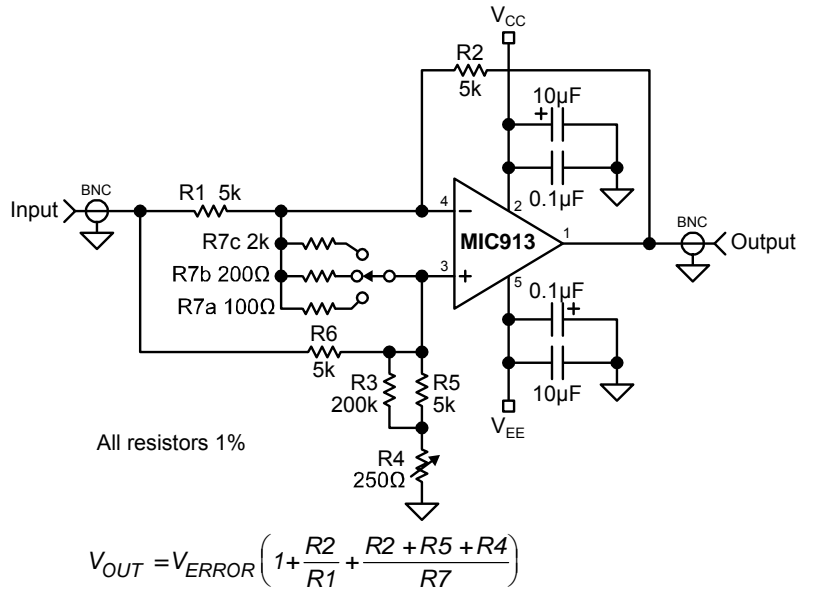 V_CC
R2
5k
10µF
+
0.1µF
BNC
R1 5k
Input
4
−
2
BNC
R7c 2k
MIC913
1
Output
R7b 200Ω
3
+
R7a 100Ω
5
0.1µF
+
R6
5k
R3
200k
R5
5k
10µF
V_EE
All resistors 1%
R4
250Ω
V_OUT = V_ERROR (1 + R2/R1 + (R2 + R5 + R4)/R7)